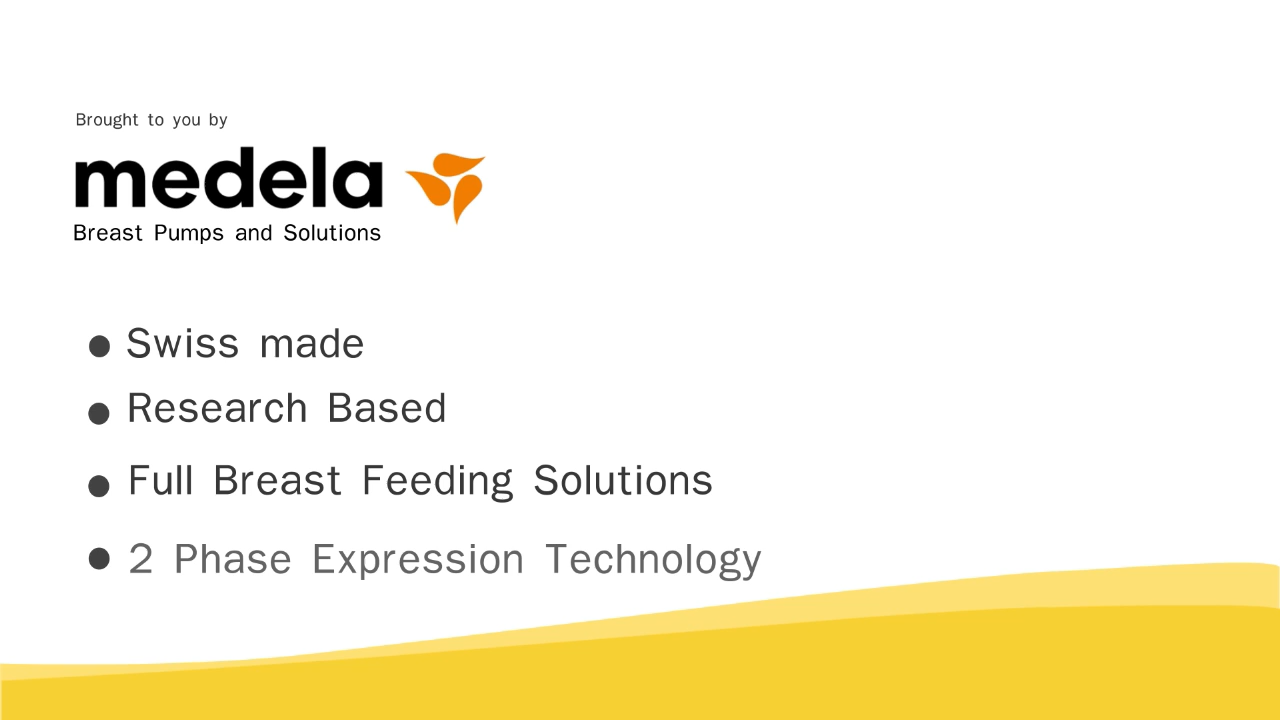 Brought to you by
medela
Breast Pumps and Solutions
Swiss made
Research Based
Full Breast Feeding Solutions
2 Phase Expression Technology